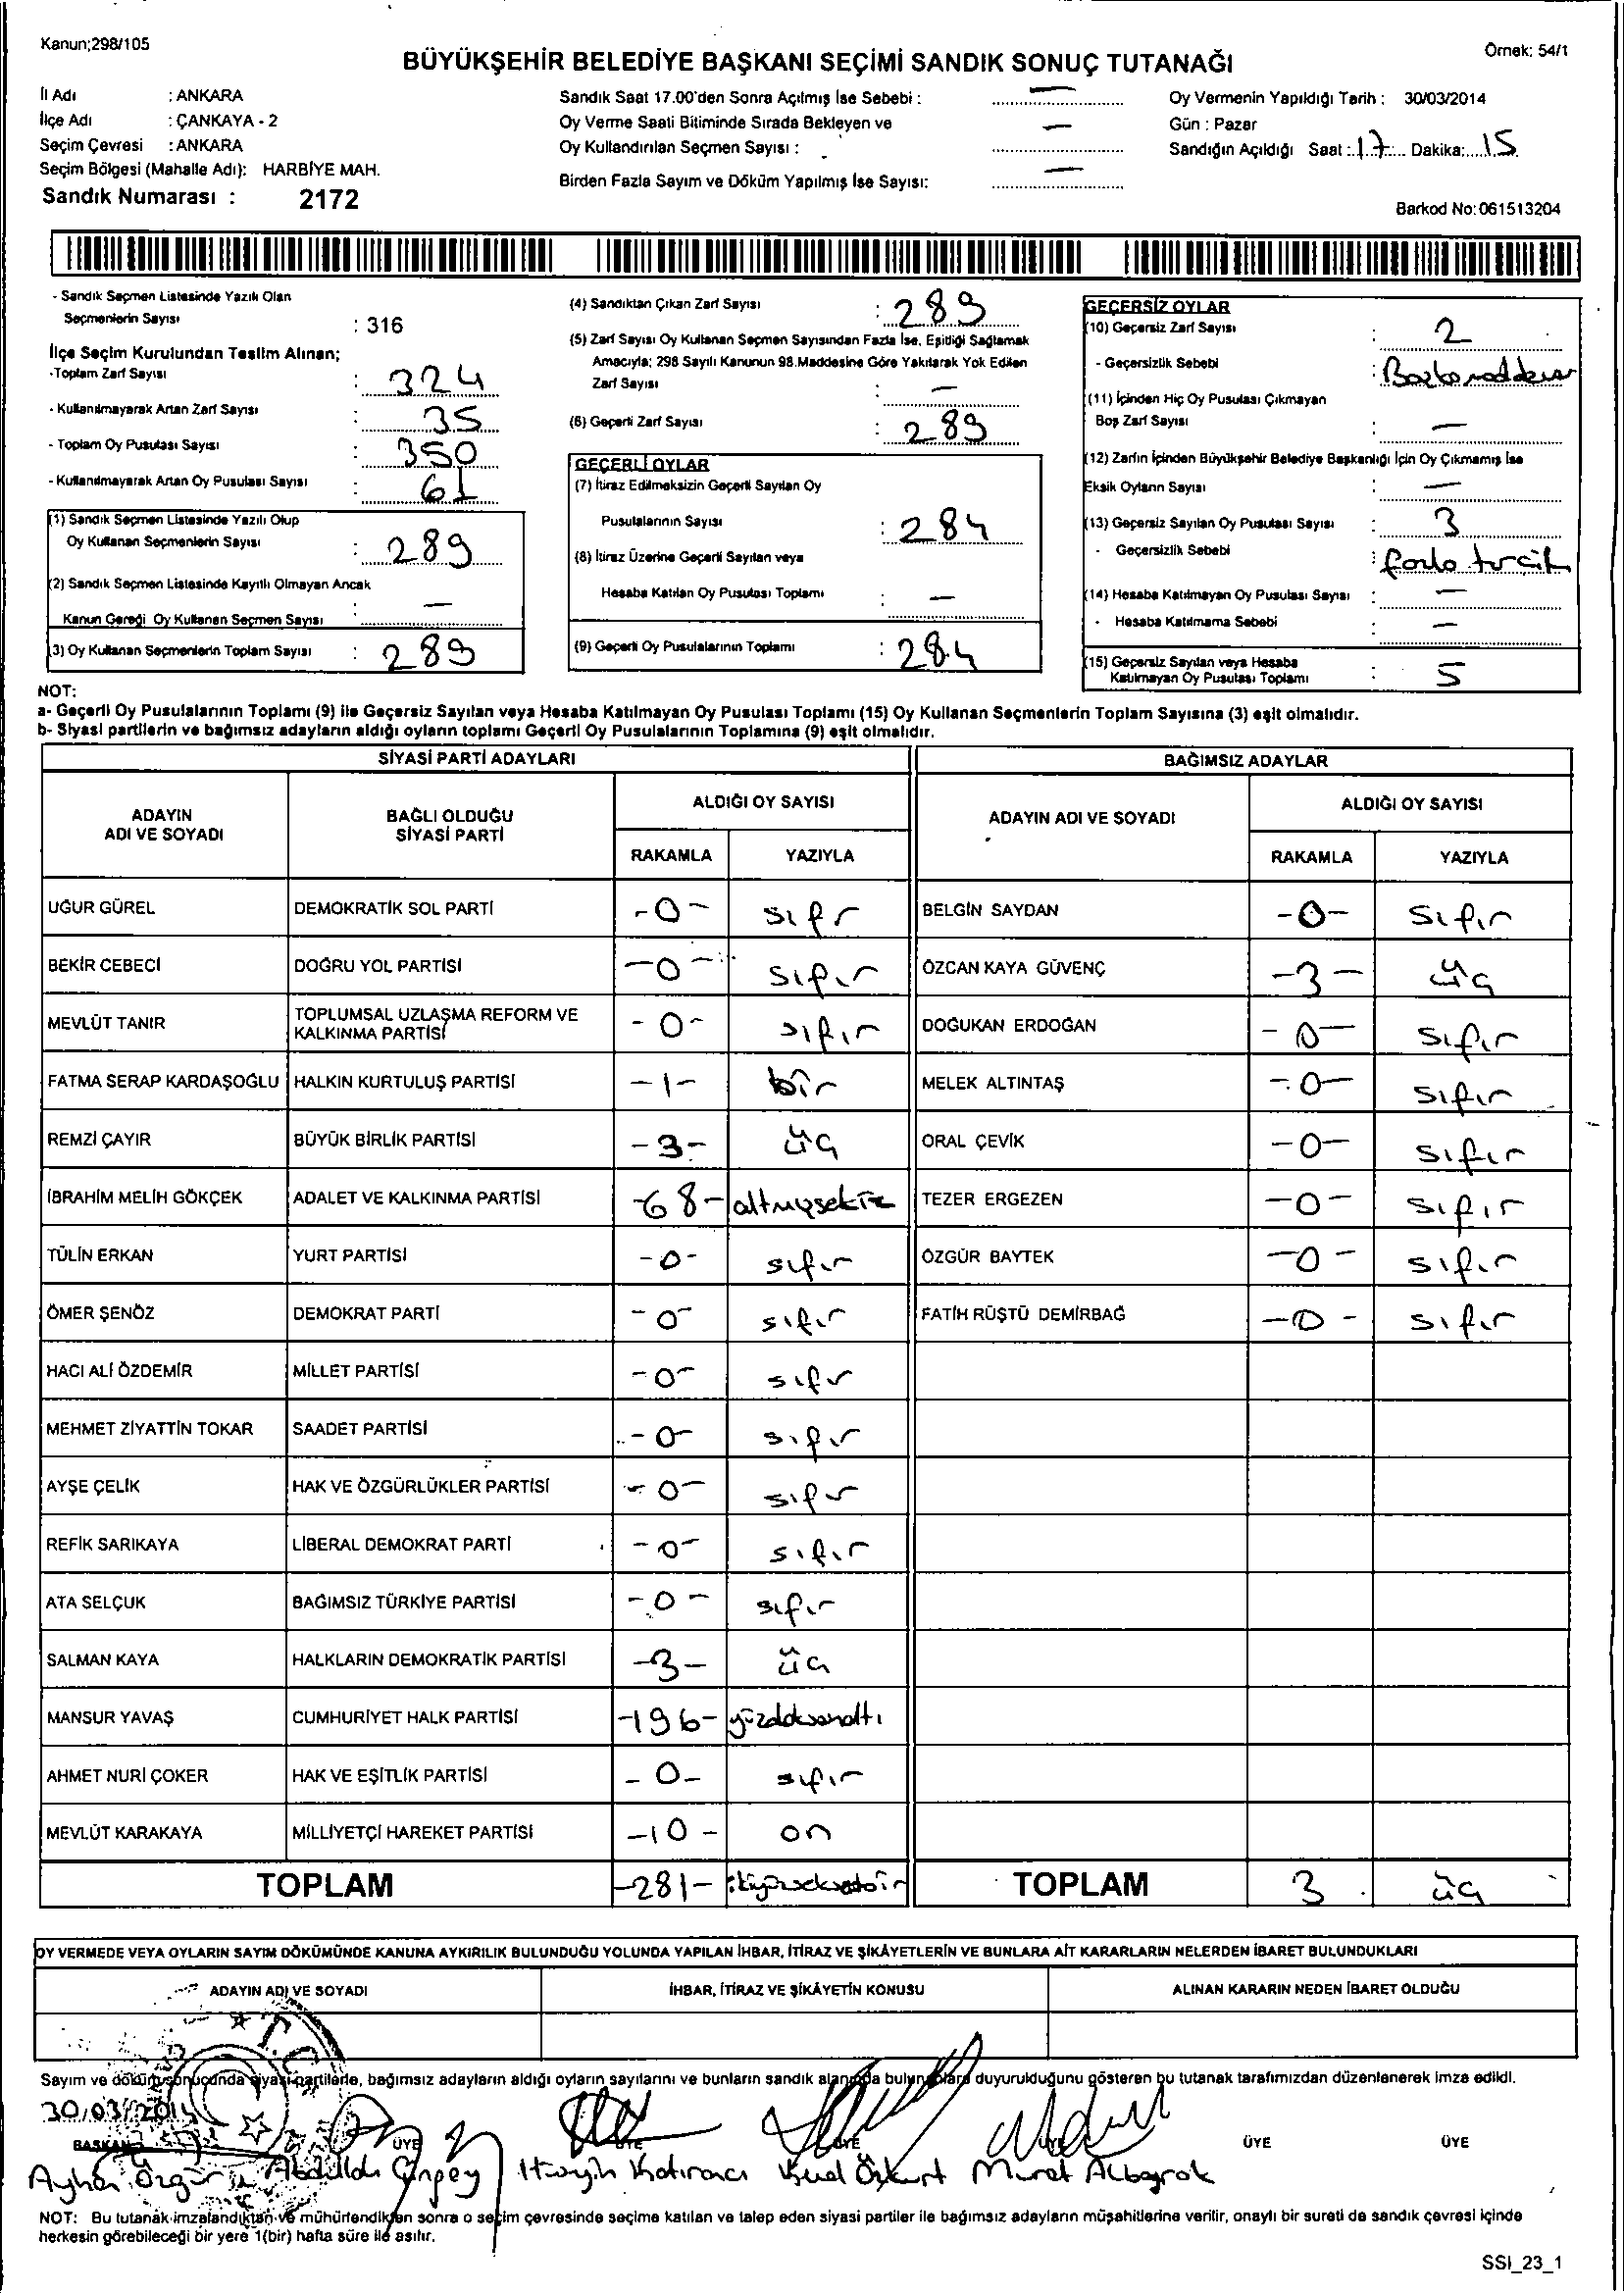 Kanun;298/105
Örnek: 54/1
BÜYÜKŞEHİR BELEDİYE BAŞKANI SEÇİMİ SANDIK SONUÇ TUTANAĞI
İl Adı : ANKARA
İlçe Adı : ÇANKAYA - 2
Seçim Çevresi : ANKARA
Seçim Bölgesi (Mahalle Adı): HARBİYE MAH.
Sandık Numarası : 2172
Sandık Saat 17.00'den Sonra Açılmış İse Sebebi : —
Oy Verme Saati Bitiminde Sırada Bekleyen ve
Oy Kullandırılan Seçmen Sayısı : —
Birden Fazla Sayım ve Döküm Yapılmış İse Sayısı: —
Oy Vermenin Yapıldığı Tarih : 30/03/2014
Gün : Pazar
Sandığın Açıldığı Saat : 17 Dakika: 15
Barkod No:061513204
- Sandık Seçmen Listesinde Yazılı Olan
Seçmenlerin Sayısı : 316
İlçe Seçim Kurulundan Teslim Alınan;
-Toplam Zarf Sayısı : 324
- Kullanılmayarak Artan Zarf Sayısı : 35
- Toplam Oy Pusulası Sayısı : 350
- Kullanılmayarak Artan Oy Pusulası Sayısı : 61
(1) Sandık Seçmen Listesinde Yazılı Olup
Oy Kullanan Seçmenlerin Sayısı : 289
(2) Sandık Seçmen Listesinde Kayıtlı Olmayan Ancak
Kanun Gereği Oy Kullanan Seçmen Sayısı : —
(3) Oy Kullanan Seçmenlerin Toplam Sayısı : 289
(4) Sandıktan Çıkan Zarf Sayısı : 289
(5) Zarf Sayısı Oy Kullanan Seçmen Sayısından Fazla İse, Eşitliği Sağlamak
Amacıyla; 298 Sayılı Kanunun 98.Maddesine Göre Yakılarak Yok Edilen
Zarf Sayısı : —
(6) Geçerli Zarf Sayısı : 289
GEÇERLİ OYLAR
(7) İtiraz Edilmeksizin Geçerli Sayılan Oy
Pusulalarının Sayısı : 284
(8) İtiraz Üzerine Geçerli Sayılan veya
Hesaba Katılan Oy Pusulası Toplamı : —
(9) Geçerli Oy Pusulalarının Toplamı : 284
GEÇERSİZ OYLAR
(10) Geçersiz Zarf Sayısı : 2
- Geçersizlik Sebebi :
(11) İçinden Hiç Oy Pusulası Çıkmayan
Boş Zarf Sayısı : —
(12) Zarfın İçinden Büyükşehir Belediye Başkanlığı İçin Oy Çıkmamış İse
Eksik Oyların Sayısı : —
(13) Geçersiz Sayılan Oy Pusulası Sayısı : 3
- Geçersizlik Sebebi : fazla tercih
(14) Hesaba Katılmayan Oy Pusulası Sayısı : —
- Hesaba Katılmama Sebebi : —
(15) Geçersiz Sayılan veya Hesaba
Katılmayan Oy Pusulası Toplamı : 5
NOT:
a- Geçerli Oy Pusulalarının Toplamı (9) ile Geçersiz Sayılan veya Hesaba Katılmayan Oy Pusulası Toplamı (15) Oy Kullanan Seçmenlerin Toplam Sayısına (3) eşit olmalıdır.
b- Siyasi partilerin ve bağımsız adayların aldığı oyların toplamı Geçerli Oy Pusulalarının Toplamına (9) eşit olmalıdır.
SİYASİ PARTİ ADAYLARI
ADAYIN ADI VE SOYADI BAĞLI OLDUĞU SİYASİ PARTİ ALDIĞI OY SAYISI
RAKAMLA YAZIYLA
UĞUR GÜREL DEMOKRATİK SOL PARTİ -0- sıfr
BEKİR CEBECİ DOĞRU YOL PARTİSİ -0- sıfır
MEVLÜT TANIR TOPLUMSAL UZLAŞMA REFORM VE
KALKINMA PARTİSİ -0- sıfır
FATMA SERAP KARDAŞOĞLU HALKIN KURTULUŞ PARTİSİ -1- bir
REMZİ ÇAYIR BÜYÜK BİRLİK PARTİSİ -3- üç
İBRAHİM MELİH GÖKÇEK ADALET VE KALKINMA PARTİSİ -68- altmışsekiz
TÜLİN ERKAN YURT PARTİSİ -0- sıfır
ÖMER ŞENÖZ DEMOKRAT PARTİ -0- sıfır
HACI ALİ ÖZDEMİR MİLLET PARTİSİ -0- sıfır
MEHMET ZİYATTİN TOKAR SAADET PARTİSİ -0- sıfır
AYŞE ÇELİK HAK VE ÖZGÜRLÜKLER PARTİSİ -0- sıfır
REFİK SARIKAYA LİBERAL DEMOKRAT PARTİ -0- sıfır
ATA SELÇUK BAĞIMSIZ TÜRKİYE PARTİSİ -0- sıfır
SALMAN KAYA HALKLARIN DEMOKRATİK PARTİSİ -3- üç
MANSUR YAVAŞ CUMHURİYET HALK PARTİSİ -196- yüzdoksanaltı
AHMET NURİ ÇOKER HAK VE EŞİTLİK PARTİSİ -0- sıfır
MEVLÜT KARAKAYA MİLLİYETÇİ HAREKET PARTİSİ -10- on
TOPLAM -281- ikiyüzseksenbir
BAĞIMSIZ ADAYLAR
ADAYIN ADI VE SOYADI ALDIĞI OY SAYISI
RAKAMLA YAZIYLA
BELGİN SAYDAN -0- sıfır
ÖZCAN KAYA GÜVENÇ -3- üç
DOĞUKAN ERDOĞAN -0- sıfır
MELEK ALTINTAŞ -0- sıfır
ORAL ÇEVİK -0- sıfır
TEZER ERGEZEN -0- sıfır
ÖZGÜR BAYTEK -0- sıfır
FATİH RÜŞTÜ DEMİRBAĞ -0- sıfır
TOPLAM 3 üç
OY VERMEDE VEYA OYLARIN SAYIM DÖKÜMÜNDE KANUNA AYKIRILIK BULUNDUĞU YOLUNDA YAPILAN İHBAR, İTİRAZ VE ŞİKÂYETLERİN VE BUNLARA AİT KARARLARIN NELERDEN İBARET BULUNDUKLARI
ADAYIN ADI VE SOYADI İHBAR, İTİRAZ VE ŞİKÂYETİN KONUSU ALINAN KARARIN NEDEN İBARET OLDUĞU
Sayım ve döküm sonucunda siyasi partilerle, bağımsız adayların aldığı oyların sayılarını ve bunların sandık alanında bulunanlara duyurulduğunu gösteren bu tutanak tarafımızdan düzenlenerek imza edildi.
30/03/2014
BAŞKAN ÜYE ÜYE ÜYE ÜYE ÜYE ÜYE
Ayhan Özgür Abdullah Hüseyin Katırancı Özkurt Murat Albayrak
NOT: Bu tutanak imzalandıktan ve mühürlendikten sonra o seçim çevresinde seçime katılan ve talep eden siyasi partiler ile bağımsız adayların müşahitlerine verilir, onaylı bir sureti de sandık çevresi içinde
herkesin görebileceği bir yere 1(bir) hafta süre ile asılır.
SSI_23_1